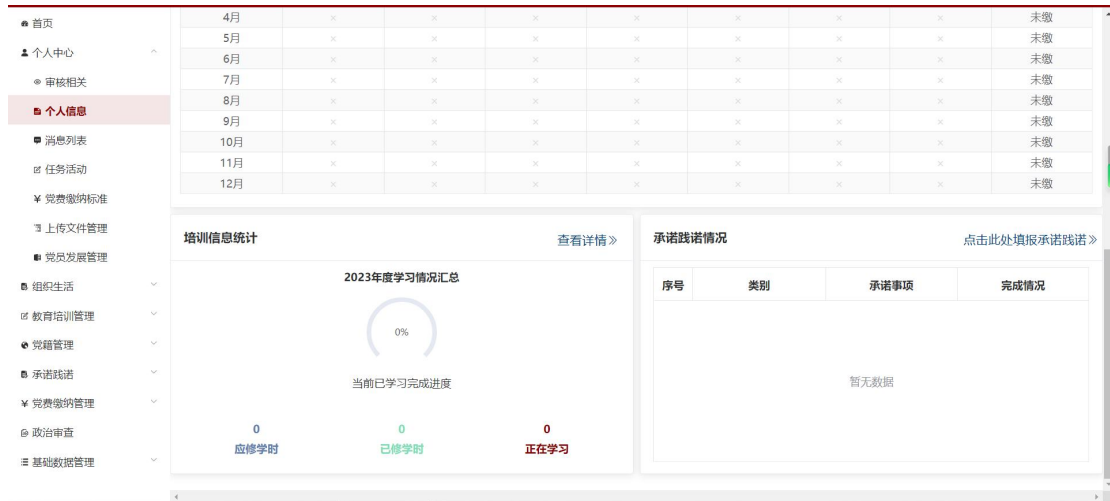 首页
个人中心
审核相关
个人信息
消息列表
任务活动
¥ 党费缴纳标准
上传文件管理
党员发展管理
组织生活
教育培训管理
党籍管理
承诺践诺
¥ 党费缴纳管理
政治审查
基础数据管理
4月 × × × × × × × 未缴
5月 × × × × × × × 未缴
6月 × × × × × × × 未缴
7月 × × × × × × × 未缴
8月 × × × × × × × 未缴
9月 × × × × × × × 未缴
10月 × × × × × × × 未缴
11月 × × × × × × × 未缴
12月 × × × × × × × 未缴
培训信息统计 查看详情»
2023年度学习情况汇总
0%
当前已学习完成进度
0 0 0
应修学时 已修学时 正在学习
承诺践诺情况 点击此处填报承诺践诺»
序号 类别 承诺事项 完成情况
暂无数据